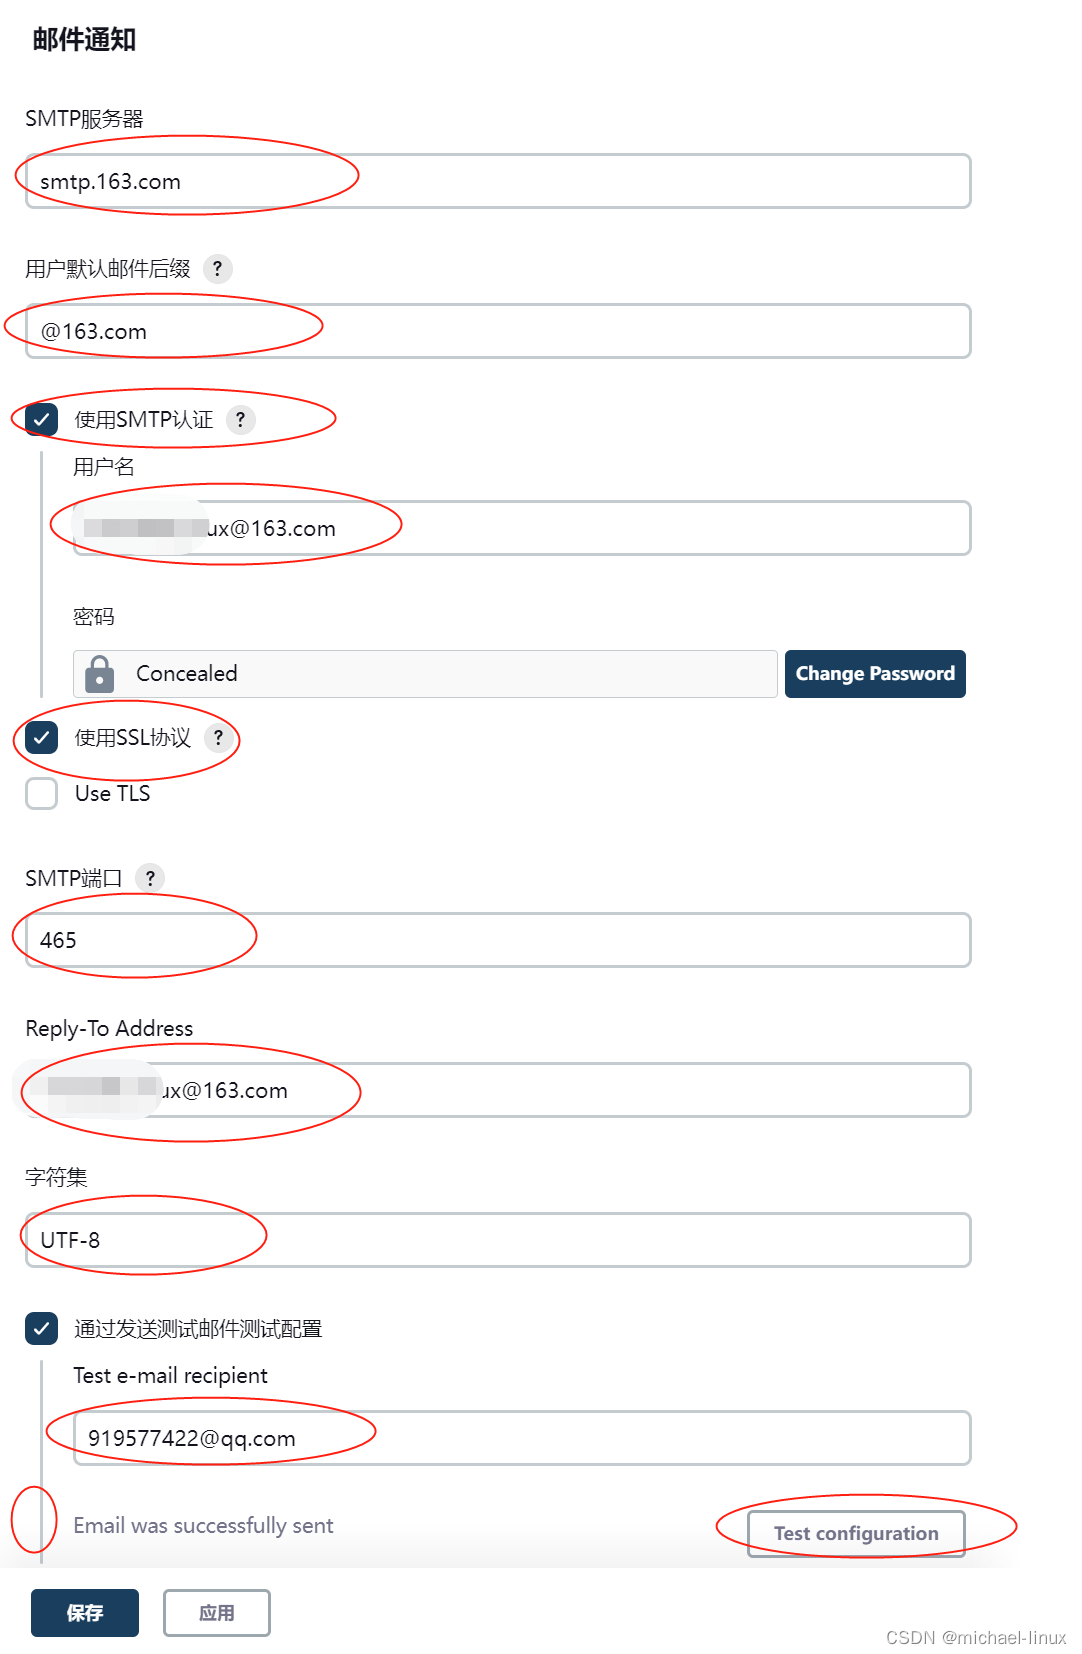 邮件通知
SMTP服务器
smtp.163.com
用户默认邮件后缀 ?
@163.com
使用SMTP认证 ?
用户名
ux@163.com
密码
Concealed
Change Password
使用SSL协议 ?
Use TLS
SMTP端口 ?
465
Reply-To Address
ux@163.com
字符集
UTF-8
通过发送测试邮件测试配置
Test e-mail recipient
919577422@qq.com
Email was successfully sent
Test configuration
保存
应用
CSDN @michael-linux